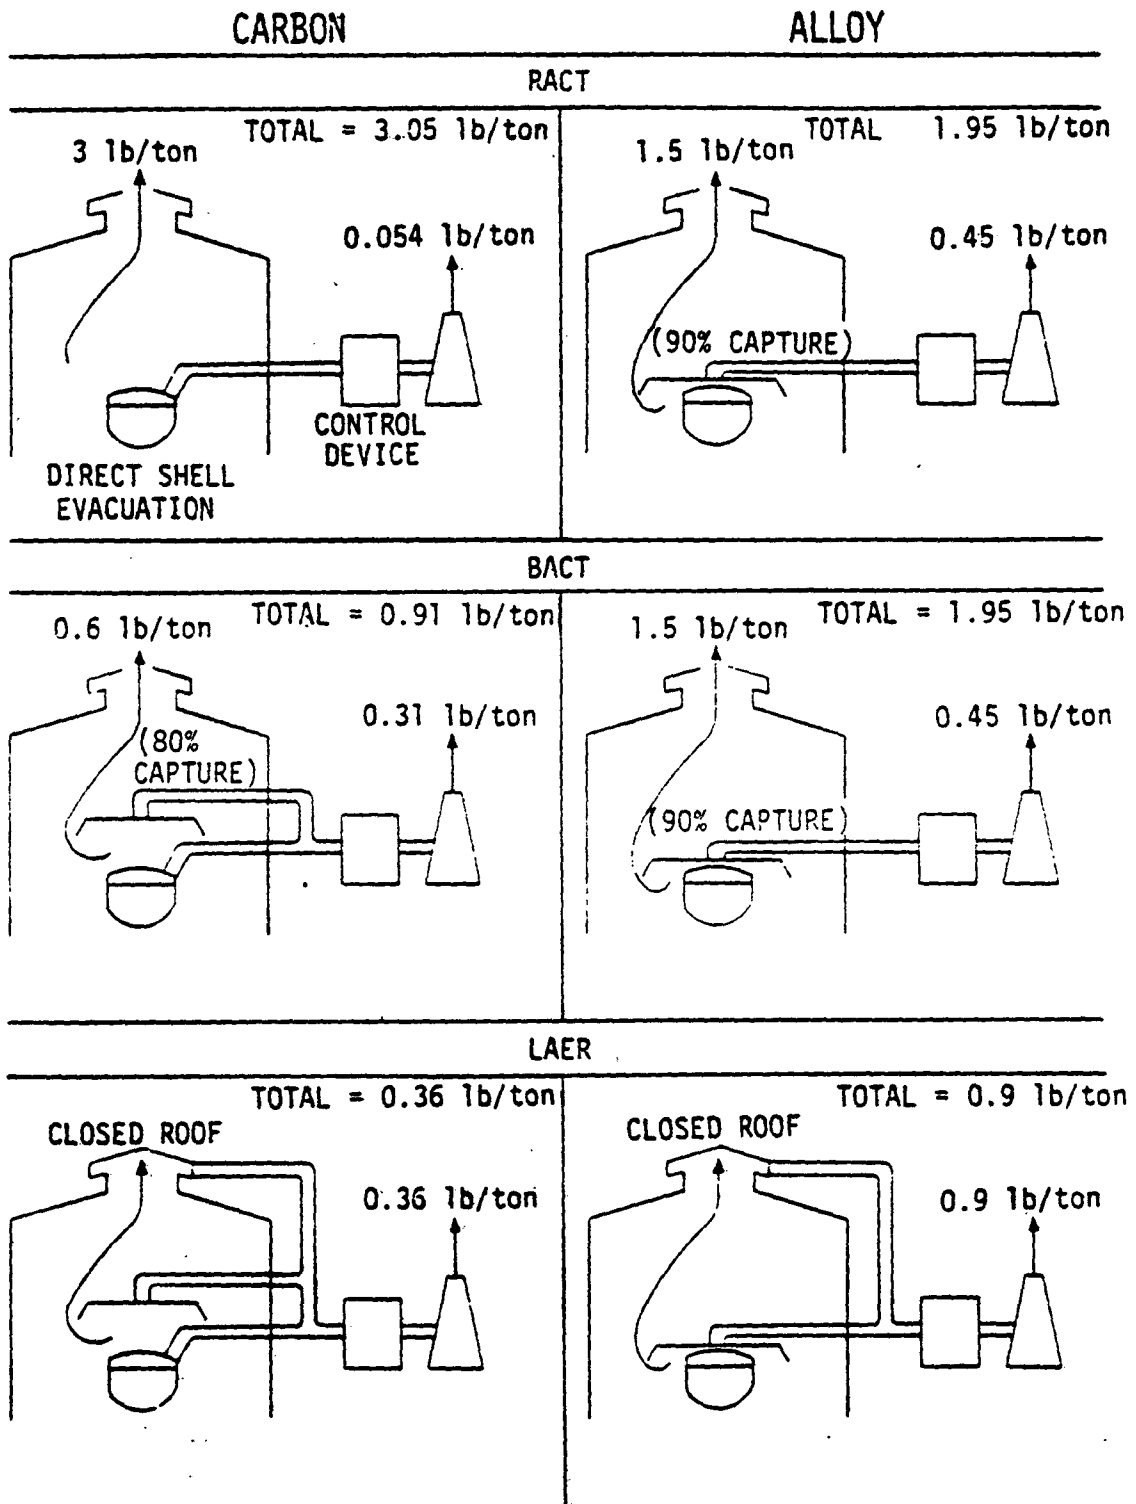 CARBON
ALLOY
RACT
TOTAL = 3.05 lb/ton
3 lb/ton
0.054 lb/ton
CONTROL
DEVICE
DIRECT SHELL
EVACUATION
TOTAL 1.95 lb/ton
1.5 lb/ton
0.45 lb/ton
(90% CAPTURE)
BACT
TOTAL = 0.91 lb/ton
0.6 lb/ton
0.31 lb/ton
(80%
CAPTURE)
TOTAL = 1.95 lb/ton
1.5 lb/ton
0.45 lb/ton
(90% CAPTURE)
LAER
TOTAL = 0.36 lb/ton
CLOSED ROOF
0.36 lb/ton
TOTAL = 0.9 lb/ton
CLOSED ROOF
0.9 lb/ton